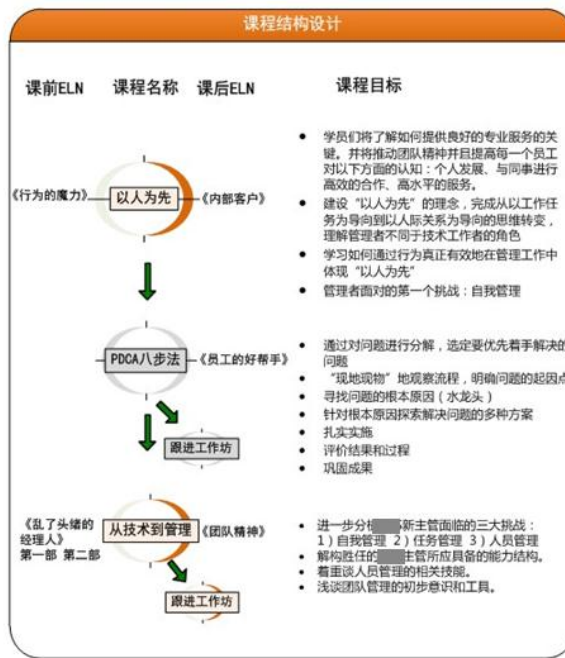 课程结构设计
课前ELN 课程名称 课后ELN 课程目标
《行为的魔力》 以人为先 《内部客户》
• 学员们将了解如何提供良好的专业服务的关
键。并将推动团队精神并且提高每一个员工
对以下方面的认知：个人发展、与同事进行
高效的合作、高水平的服务。
• 建设“以人为先”的理念，完成从以工作任
务为导向到以人际关系为导向的思维转变，
理解管理者不同于技术工作者的角色
• 学习如何通过行为真正有效地在管理工作中
体现“以人为先”
• 管理者面对的第一个挑战：自我管理
PDCA八步法 《员工的好帮手》
跟进工作坊
• 通过对问题进行分解，选定要优先着手解决的
问题
• “现地现物”地观察流程，明确问题的起因点
• 寻找问题的根本原因（水龙头）
• 针对根本原因探索解决问题的多种方案
• 扎实实施
• 评价结果和过程
• 巩固成果
《乱了头绪的
经理人》
第一部 第二部
从技术到管理 《团队精神》
跟进工作坊
• 进一步分析 新主管面临的三大挑战：
1）自我管理 2）任务管理 3）人员管理
• 解构胜任的 主管所应具备的能力结构。
• 着重谈人员管理的相关技能。
• 浅谈团队管理的初步意识和工具。